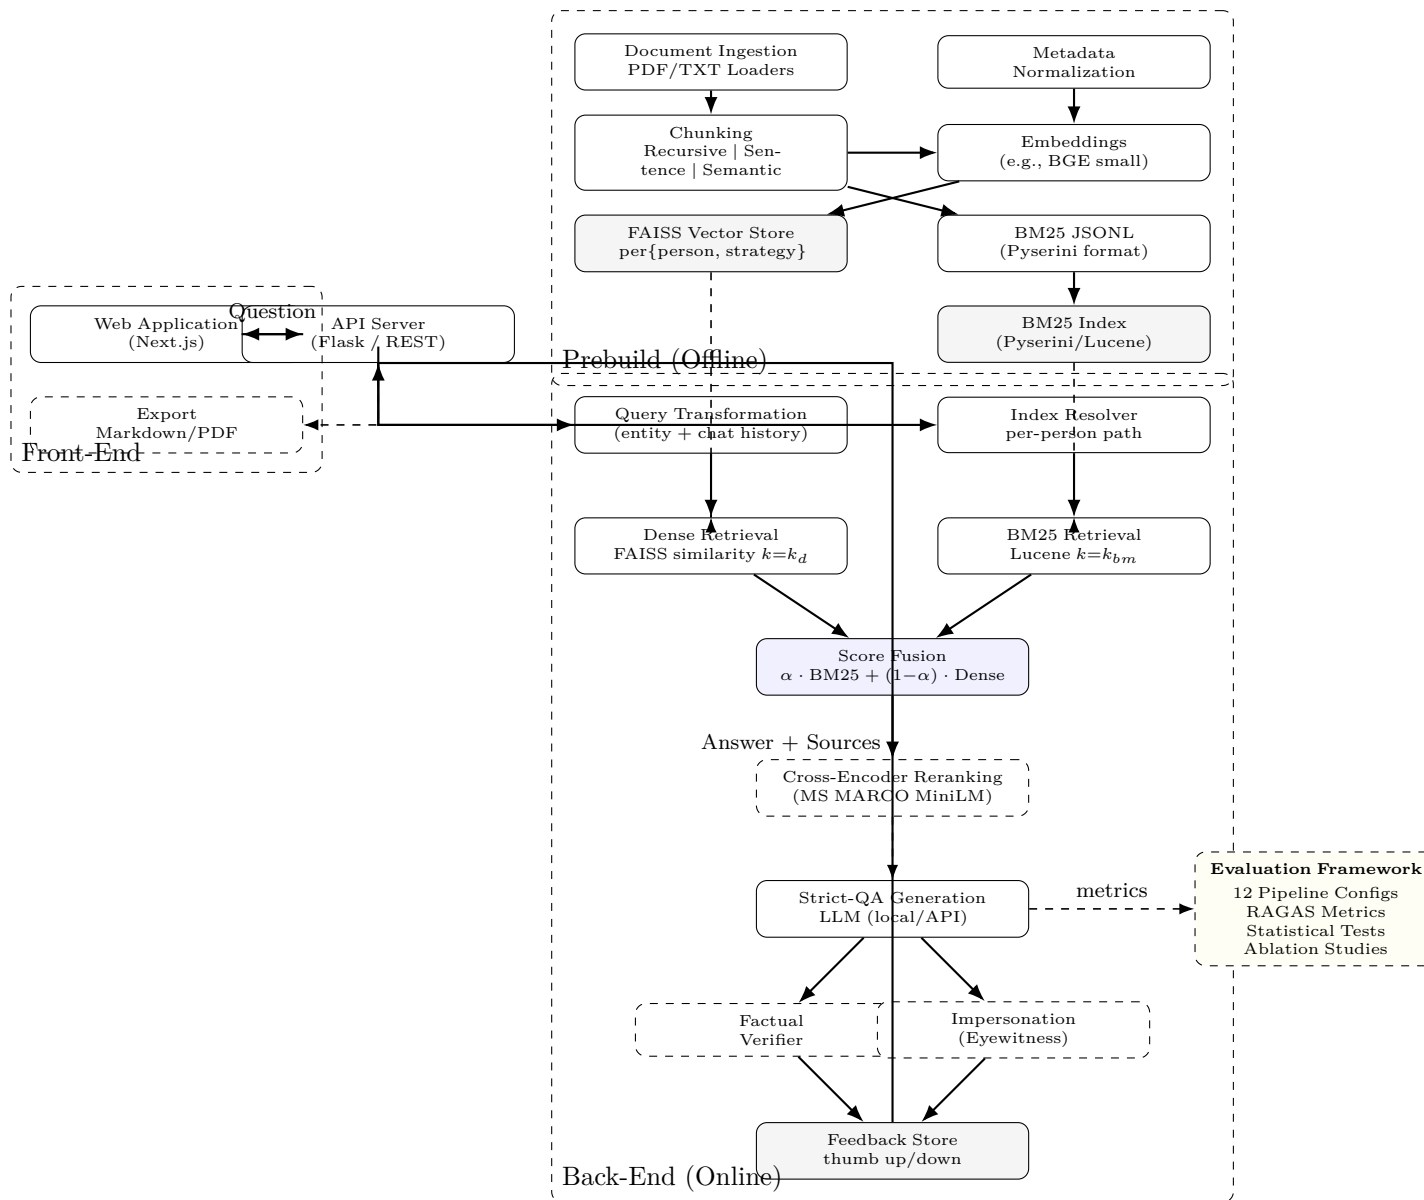 Document Ingestion
PDF/TXT Loaders
Metadata
Normalization
Chunking
Recursive | Sen-
tence | Semantic
Embeddings
(e.g., BGE small)
FAISS Vector Store
per{person, strategy}
BM25 JSONL
(Pyserini format)
BM25 Index
(Pyserini/Lucene)
Prebuild (Offline)
Web Application
(Next.js)
Question
API Server
(Flask / REST)
Export
Markdown/PDF
Front-End
Query Transformation
(entity + chat history)
Index Resolver
per-person path
Dense Retrieval
FAISS similarity k=k_d
BM25 Retrieval
Lucene k=k_bm
Score Fusion
α · BM25 + (1−α) · Dense
Answer + Sources
Cross-Encoder Reranking
(MS MARCO MiniLM)
Strict-QA Generation
LLM (local/API)
metrics
Evaluation Framework
12 Pipeline Configs
RAGAS Metrics
Statistical Tests
Ablation Studies
Factual
Verifier
Impersonation
(Eyewitness)
Feedback Store
thumb up/down
Back-End (Online)